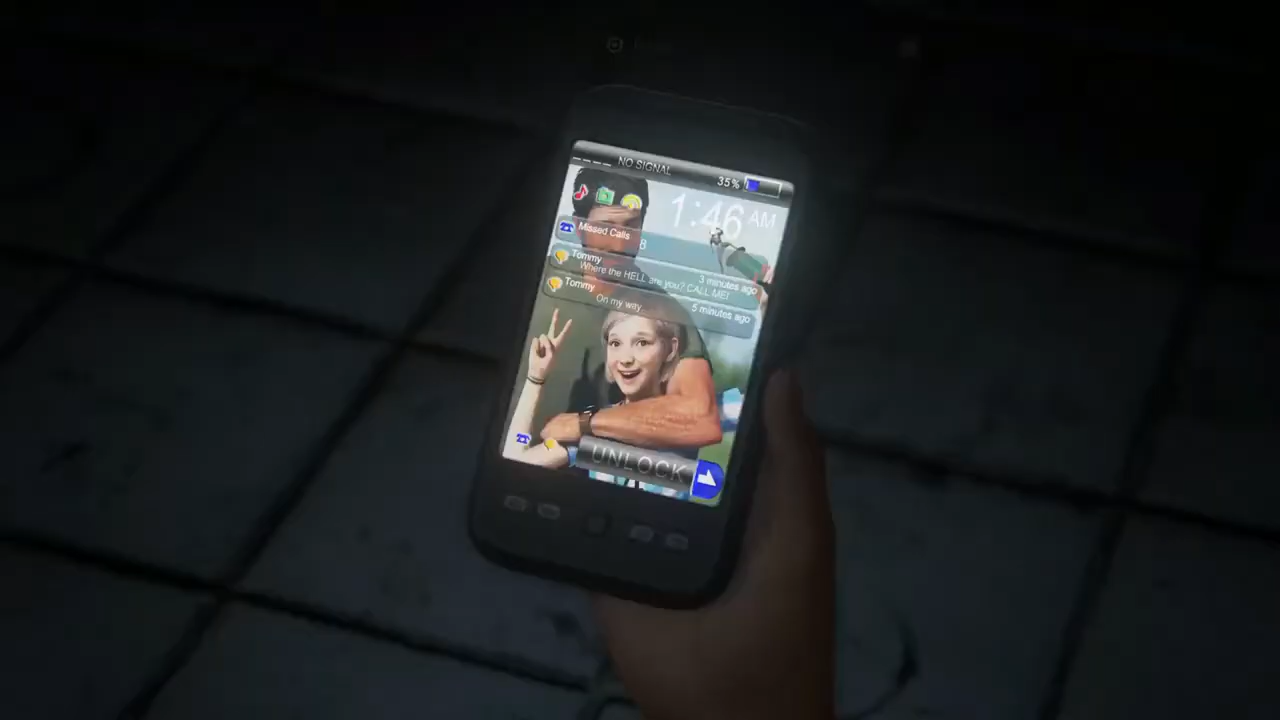 NO SIGNAL
35%
1:46 AM
Missed Calls
8
Tommy
3 minutes ago
Where the HELL are you? CALL ME!
Tommy
5 minutes ago
On my way
UNLOCK